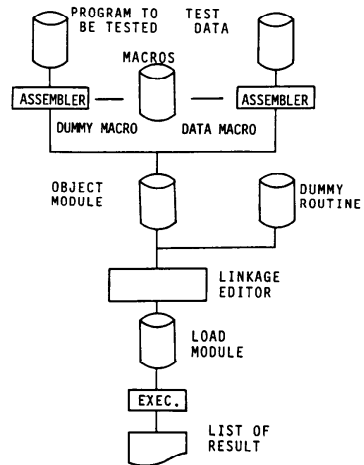 PROGRAM TO
BE TESTED
TEST
DATA
MACROS
ASSEMBLER
ASSEMBLER
DUMMY MACRO
DATA MACRO
OBJECT
MODULE
DUMMY
ROUTINE
LINKAGE
EDITOR
LOAD
MODULE
EXEC.
LIST OF
RESULT